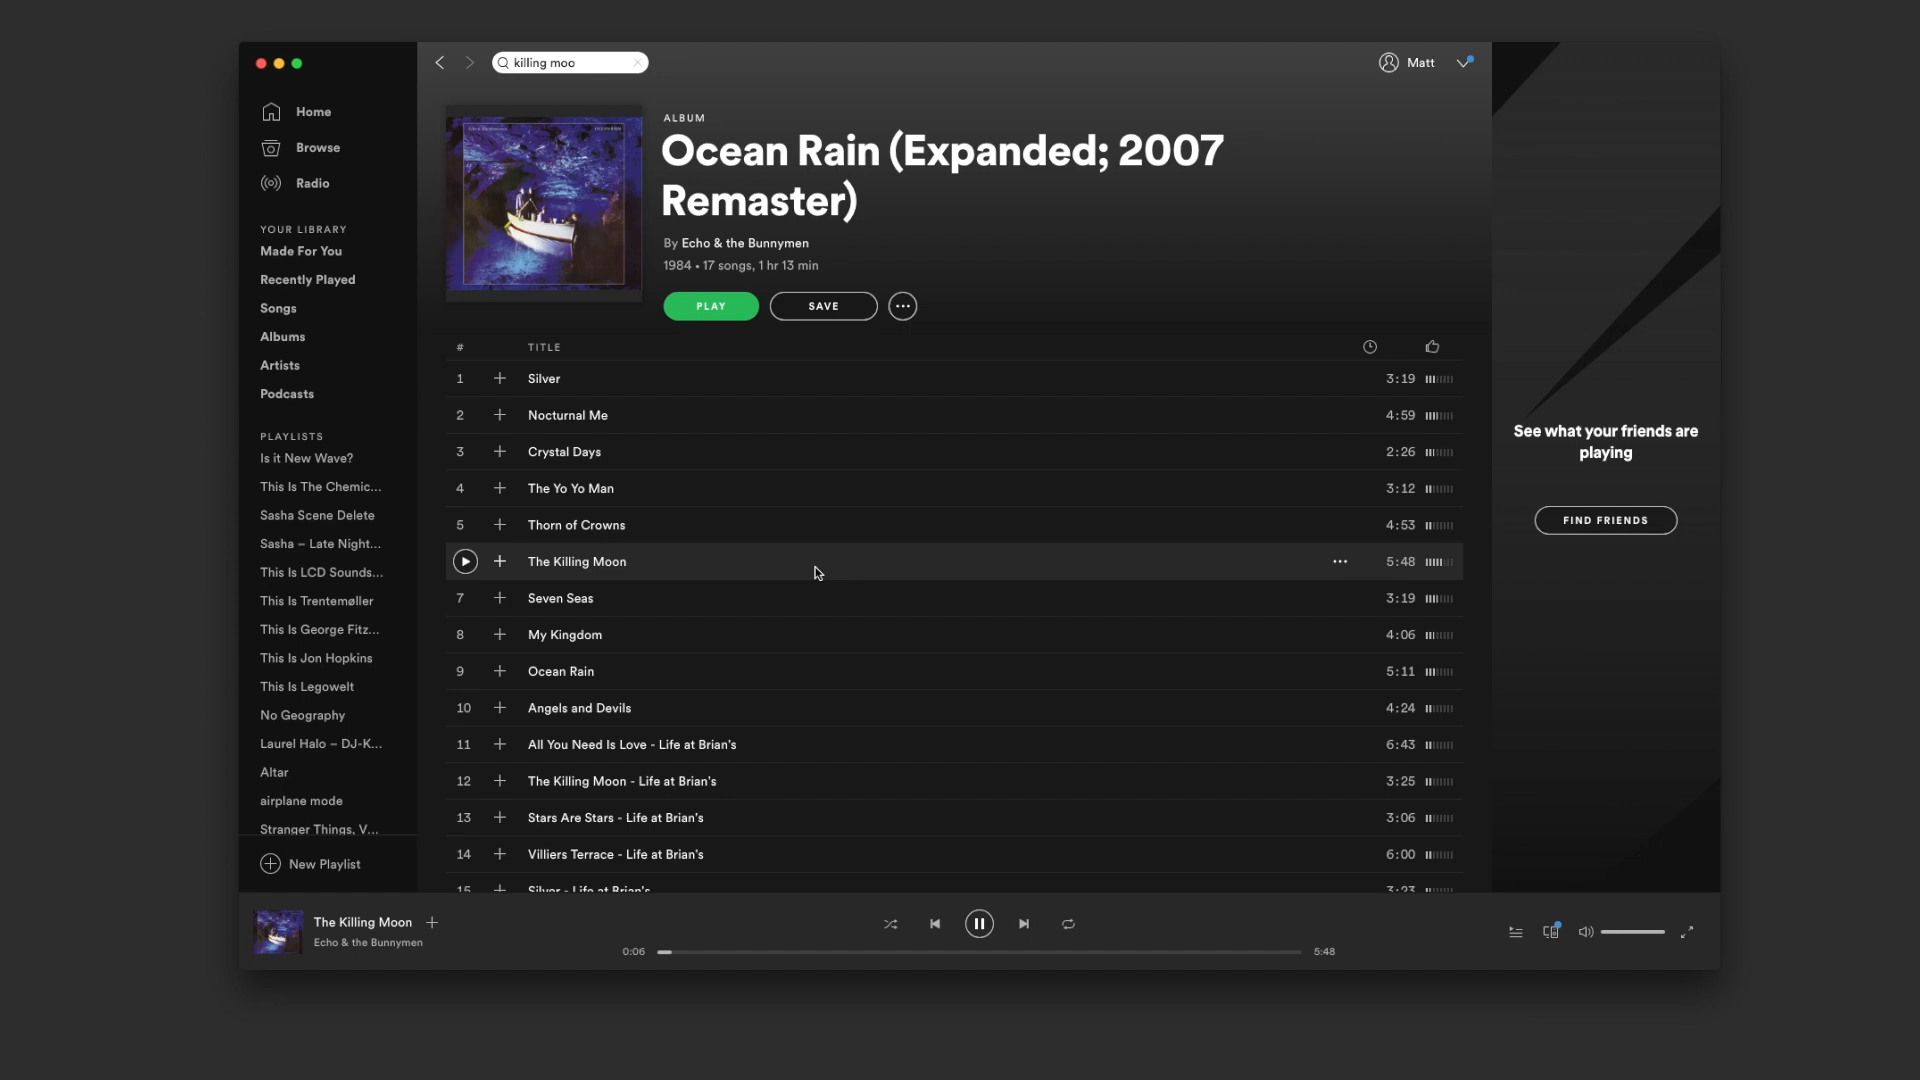 killing moo
Matt
Home
Browse
Radio
YOUR LIBRARY
Made For You
Recently Played
Songs
Albums
Artists
Podcasts
PLAYLISTS
Is it New Wave?
This Is The Chemic...
Sasha Scene Delete
Sasha – Late Night...
This Is LCD Sounds...
This Is Trentemøller
This Is George Fitz...
This Is Jon Hopkins
This Is Legowelt
No Geography
Laurel Halo – DJ-K...
Altar
airplane mode
Stranger Things, V...
New Playlist
ALBUM
Ocean Rain (Expanded; 2007
Remaster)
By Echo & the Bunnymen
1984 • 17 songs, 1 hr 13 min
PLAY SAVE
# TITLE
1 Silver 3:19
2 Nocturnal Me 4:59
3 Crystal Days 2:26
4 The Yo Yo Man 3:12
5 Thorn of Crowns 4:53
The Killing Moon 5:48
7 Seven Seas 3:19
8 My Kingdom 4:06
9 Ocean Rain 5:11
10 Angels and Devils 4:24
11 All You Need Is Love - Life at Brian's 6:43
12 The Killing Moon - Life at Brian's 3:25
13 Stars Are Stars - Life at Brian's 3:06
14 Villiers Terrace - Life at Brian's 6:00
15 Silver - Life at Brian's 3:23
See what your friends are
playing
FIND FRIENDS
The Killing Moon
Echo & the Bunnymen
0:06 5:48